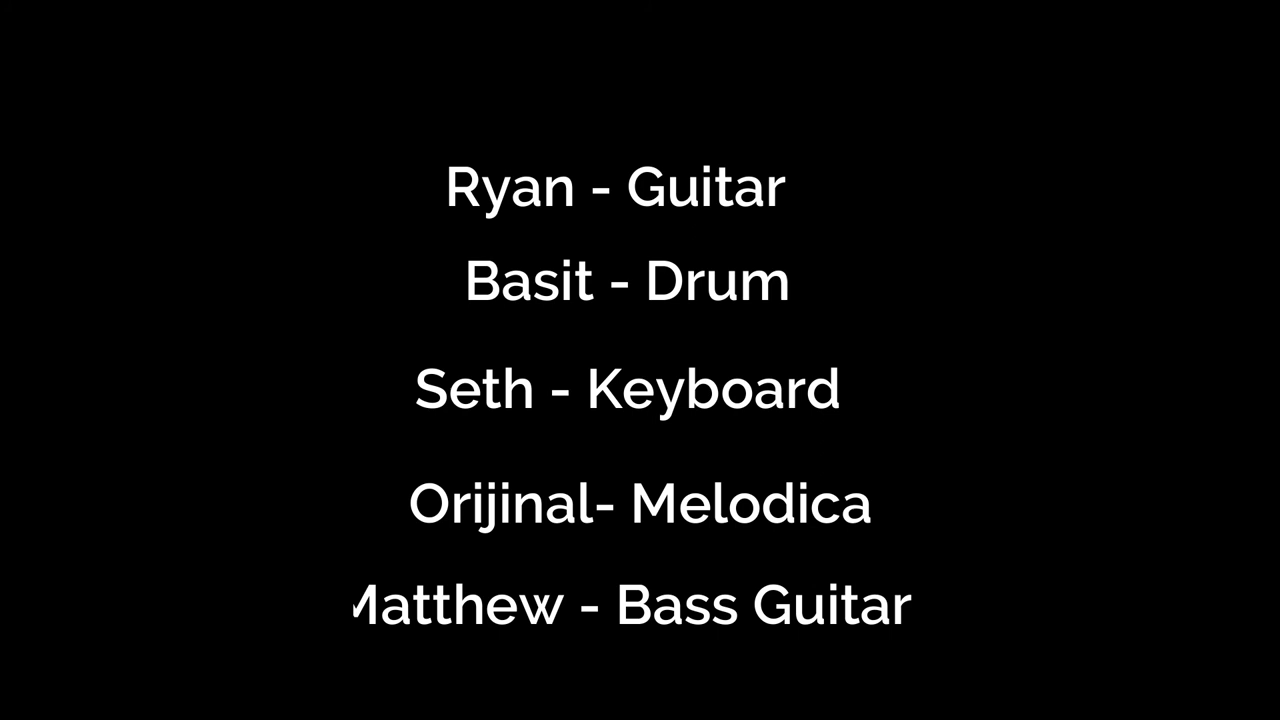 Ryan - Guitar
Basit - Drum
Seth - Keyboard
Orijinal- Melodica
Matthew - Bass Guitar